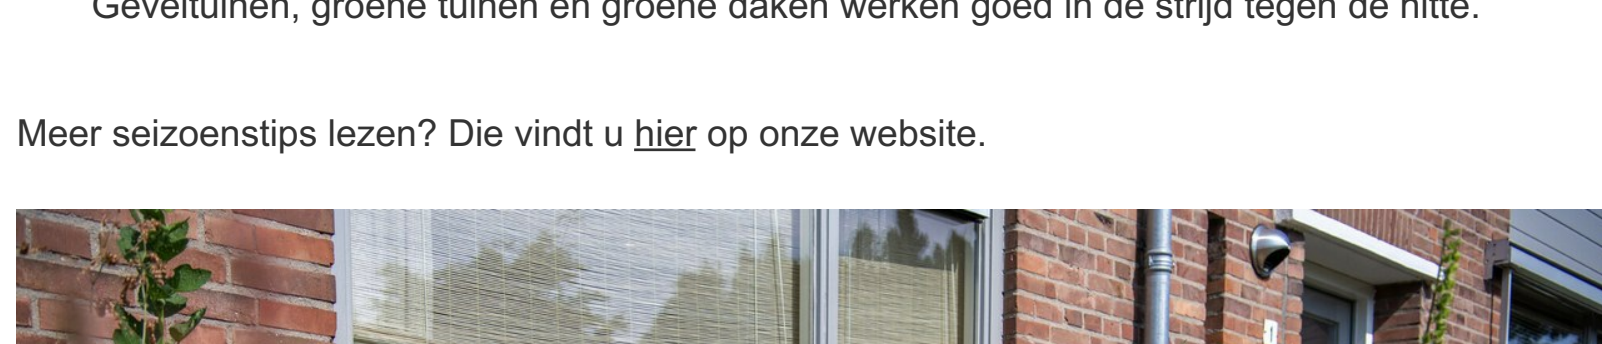 Geveltuinen, groene tuinen en groene daken werken goed in de strijd tegen de hitte.
Meer seizoenstips lezen? Die vindt u hier op onze website.